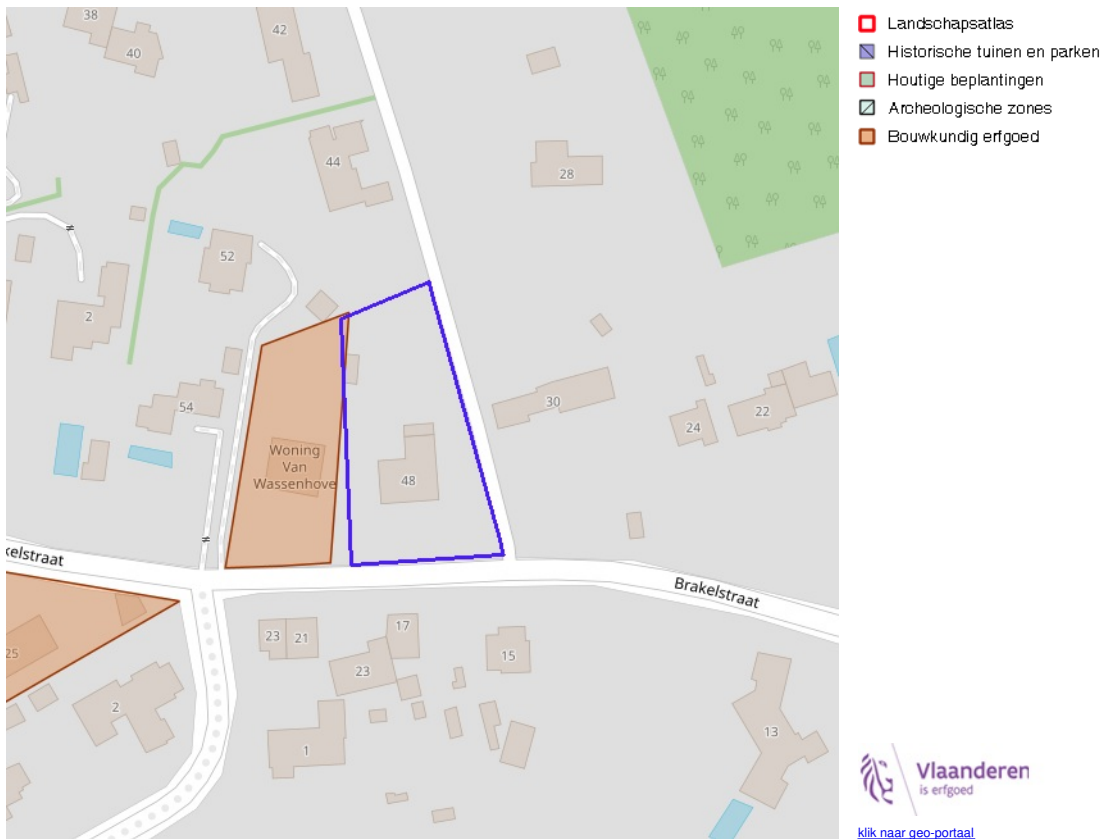 38
40
42
44
28
52
2
54
30
22
24
Woning
Van
Wassenhove
48
kelstraat
Brakelstraat
25
23
21
17
23
15
2
1
13
Landschapsatlas
Historische tuinen en parken
Houtige beplantingen
Archeologische zones
Bouwkundig erfgoed
Vlaanderen
is erfgoed
klik naar geo-portaal